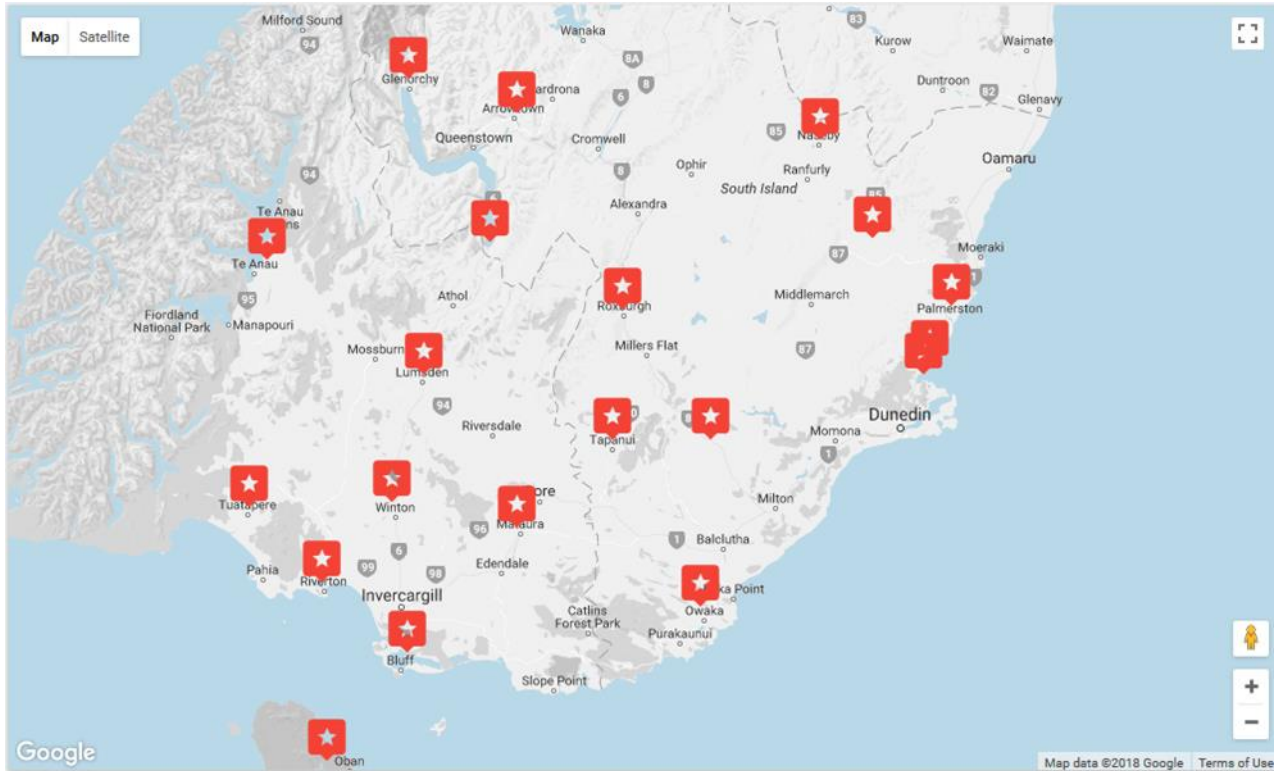 Map Satellite
Milford Sound
94
Wanaka
83
Kurow
Waimate
8A
Glenorchy
6
8
Duntroon
82
Glenavy
Arrowtown
Queenstown
Cromwell
85
Naseby
Oamaru
94
8
Ophir
Ranfurly
South Island
Te Anau
6
Alexandra
85
Te Anau
87
Moeraki
1
95
Athol
Roxburgh
Middlemarch
Palmerston
Fiordland
National Park
Manapouri
Mossburn
Lumsden
Millers Flat
87
94
Riversdale
Tapanui
Dunedin
Momona
1
Tuatapere
Winton
Milton
96
Mataura
6
1
Balclutha
Pahia
99
98
Edendale
Riverton
Invercargill
Owaka
Catlins
Forest Park
Purakaunui
Bluff
Slope Point
Oban
Google
Map data ©2018 Google Terms of Use